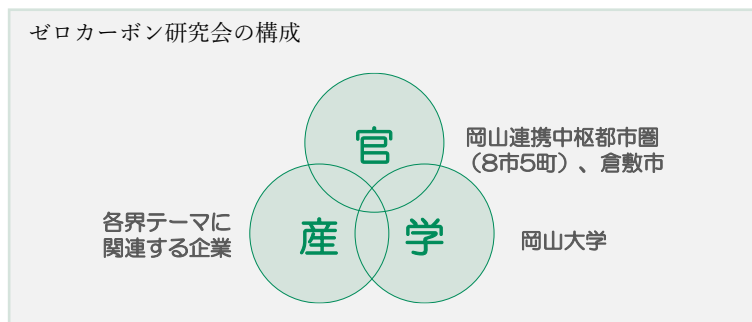 ゼロカーボン研究会の構成
官
岡山連携中枢都市圏
（8市5町）、倉敷市
各界テーマに
関連する企業
産
学
岡山大学